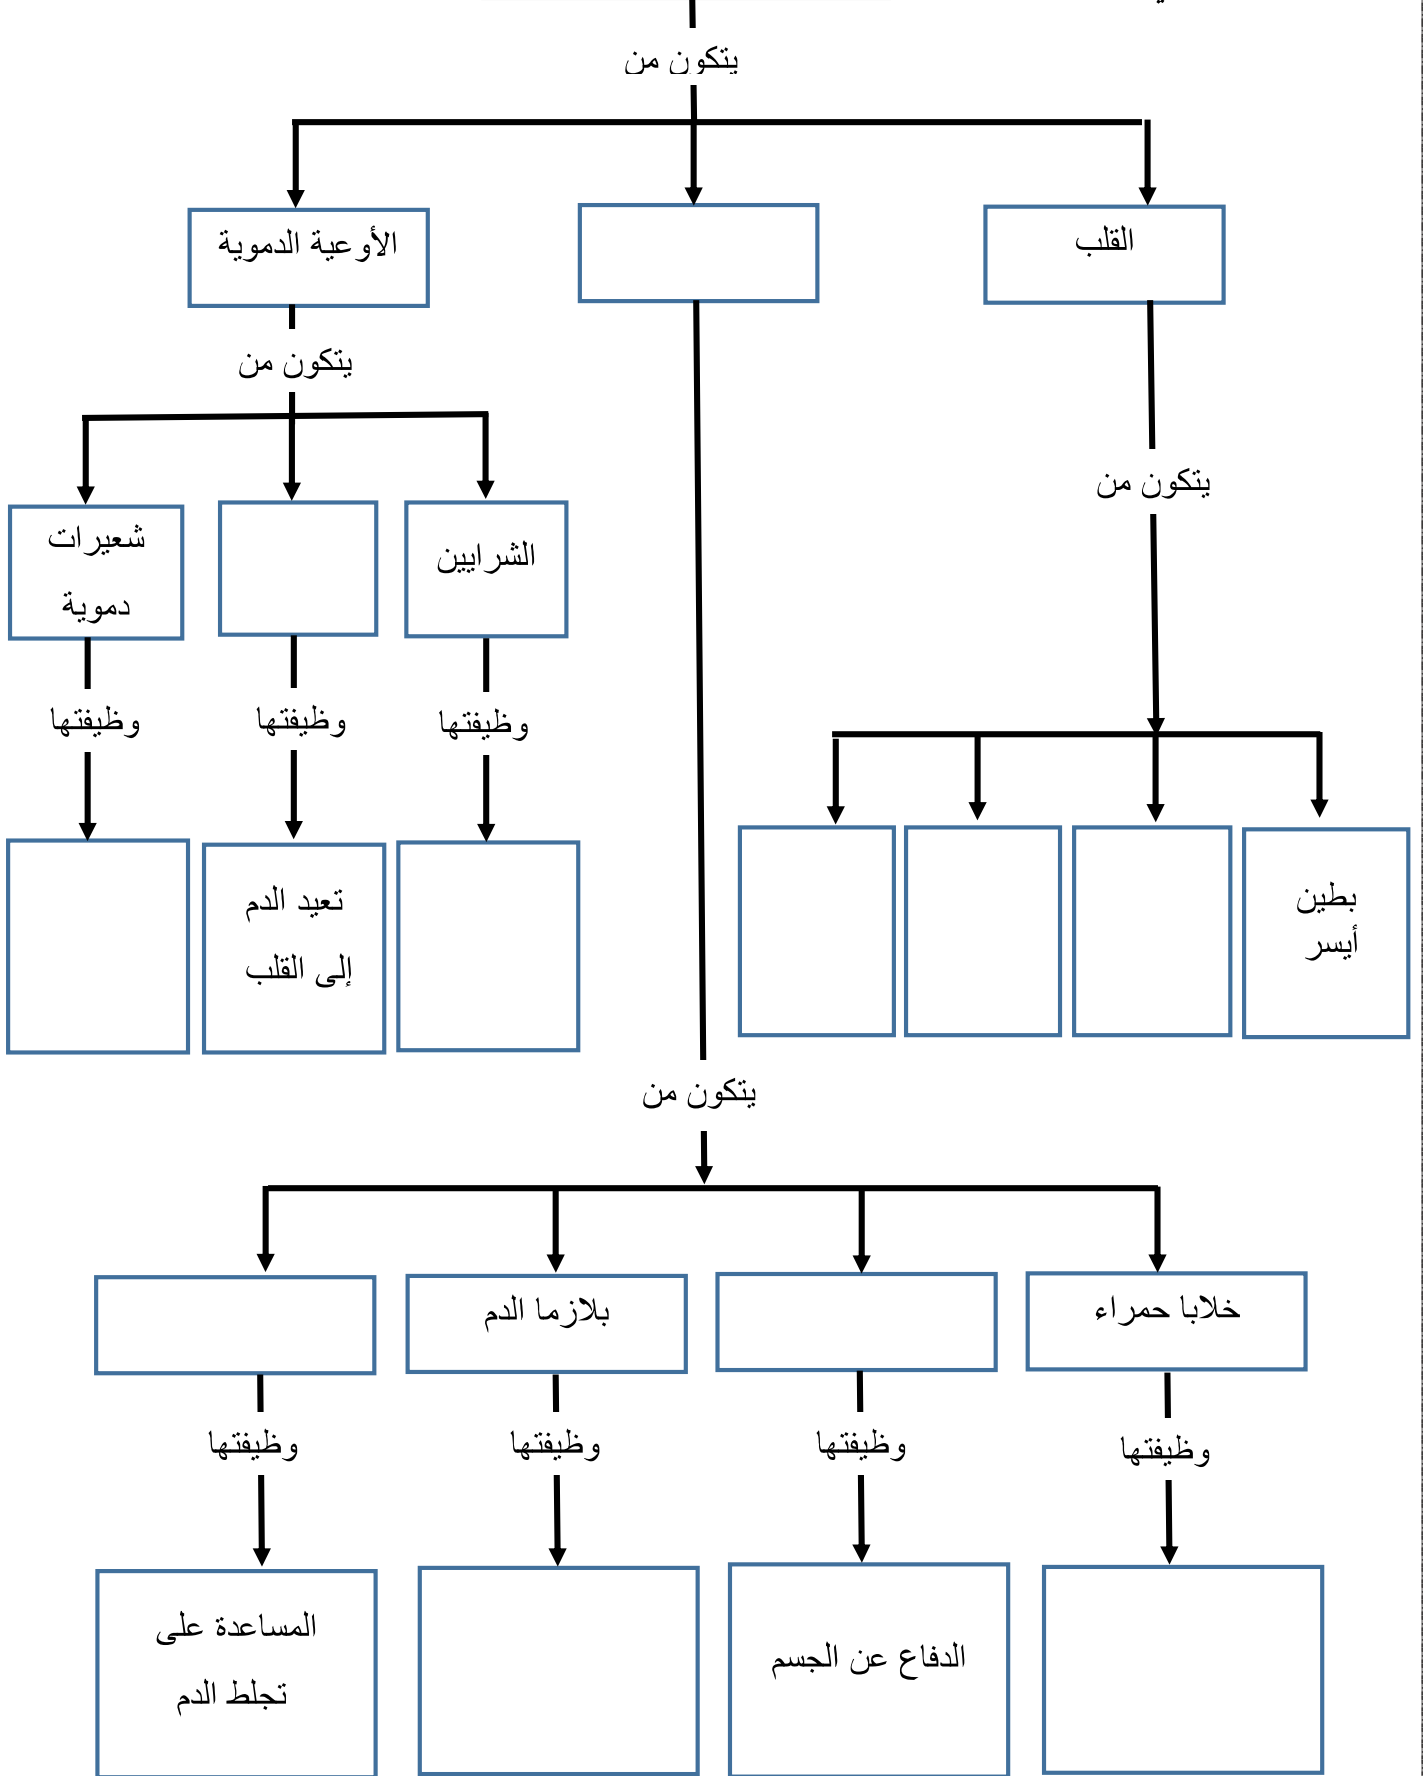 يتكون من
القلب
الأوعية الدموية
يتكون من
يتكون من
الشرايين
شعيرات
دموية
وظيفتها
وظيفتها
وظيفتها
بطين
أيسر
تعيد الدم
إلى القلب
يتكون من
خلابا حمراء
بلازما الدم
وظيفتها
وظيفتها
وظيفتها
وظيفتها
الدفاع عن الجسم
المساعدة على
تجلط الدم